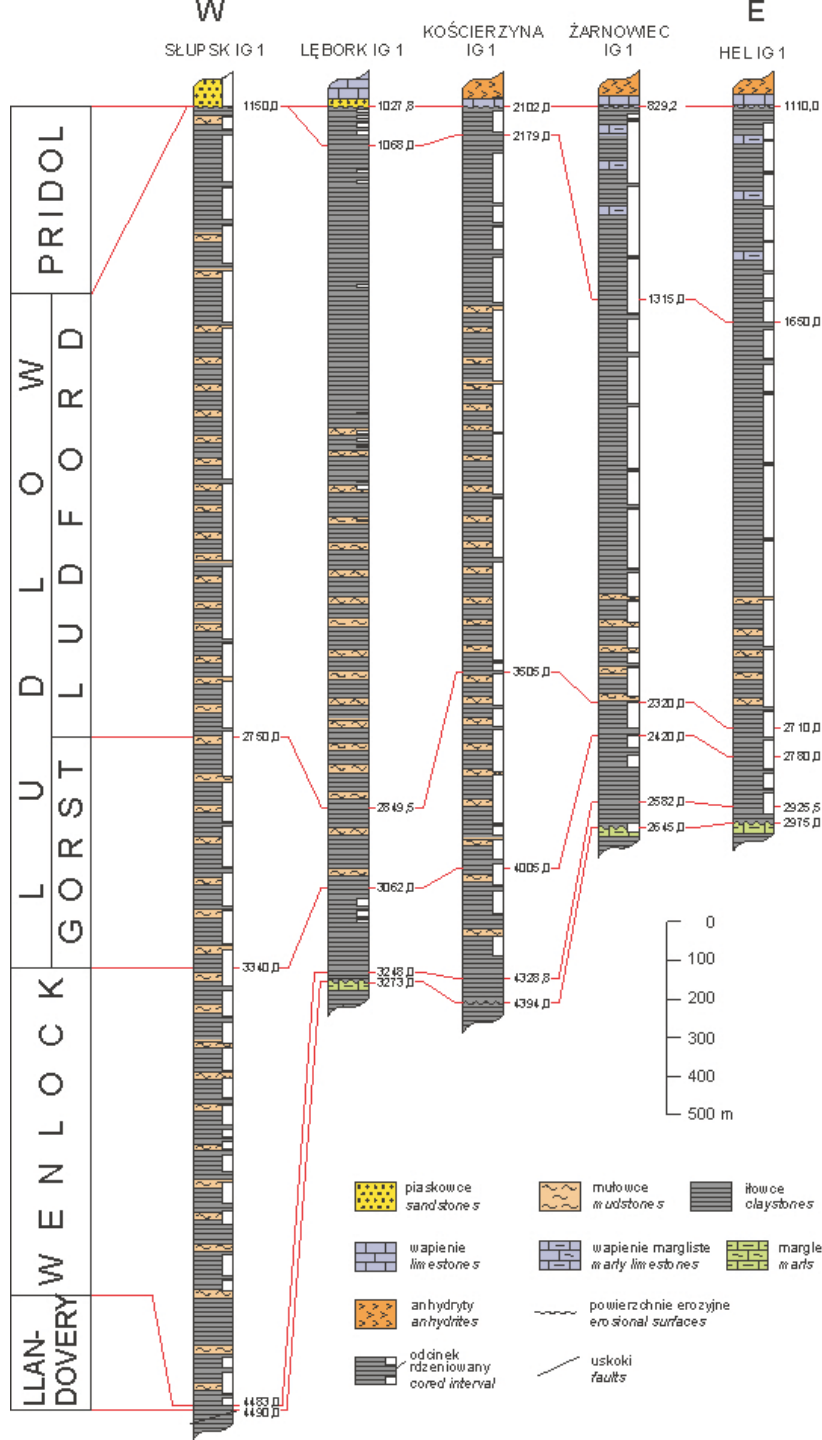 W
E
SŁUPSK IG 1
LĘBORK IG 1
KOŚCIERZYNA
IG 1
ŻARNOWIEC
IG 1
HEL IG 1
PRIDOL
LUDLOW
LUDFORD
GORST
WENLOCK
LLAN-
DOVERY
1150,0
2750,0
3340,0
4483,0
4490,0
1027,8
1068,0
2849,5
3062,0
3248,0
3273,0
2102,0
2179,0
3505,0
4005,0
4328,8
4394,0
829,2
1315,0
2320,0
2420,0
2582,0
2645,0
1110,0
1650,0
2710,0
2780,0
2925,5
2975,0
0
100
200
300
400
500 m
piaskowce
sandstones
mułowce
mudstones
iłowce
claystones
wapienie
limestones
wapienie margliste
marly limestones
margle
marls
anhydryty
anhydrites
powierzchnie erozyjne
erosional surfaces
odcinek
rdzeniowany
cored interval
uskoki
faults